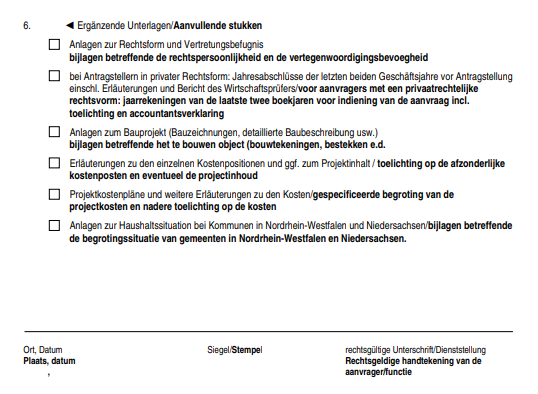 6. ◄ Ergänzende Unterlagen/Aanvullende stukken
Anlagen zur Rechtsform und Vertretungsbefugnis
bijlagen betreffende de rechtspersoonlijkheid en de vertegenwoordigingsbevoegheid
bei Antragstellern in privater Rechtsform: Jahresabschlüsse der letzten beiden Geschäftsjahre vor Antragstellung
einschl. Erläuterungen und Bericht des Wirtschaftsprüfers/voor aanvragers met een privaatrechtelijke
rechtsvorm: jaarrekeningen van de laatste twee boekjaren voor indiening van de aanvraag incl.
toelichting en accountantsverklaring
Anlagen zum Bauprojekt (Bauzeichnungen, detaillierte Baubeschreibung usw.)
bijlagen betreffende het te bouwen object (bouwtekeningen, bestekken e.d.
Erläuterungen zu den einzelnen Kostenpositionen und ggf. zum Projektinhalt / toelichting op de afzonderlijke
kostenposten en eventueel de projectinhoud
Projektkostenpläne und weitere Erläuterungen zu den Kosten/gespecificeerde begroting van de
projectkosten en nadere toelichting op de kosten
Anlagen zur Haushaltssituation bei Kommunen in Nordrhein-Westfalen und Niedersachsen/bijlagen betreffende
de begrotingssituatie van gemeenten in Nordrhein-Westfalen en Niedersachsen.
Ort, Datum Siegel/Stempel rechtsgültige Unterschrift/Dienststellung
Plaats, datum Rechtsgeldige handtekening van de
, aanvrager/functie